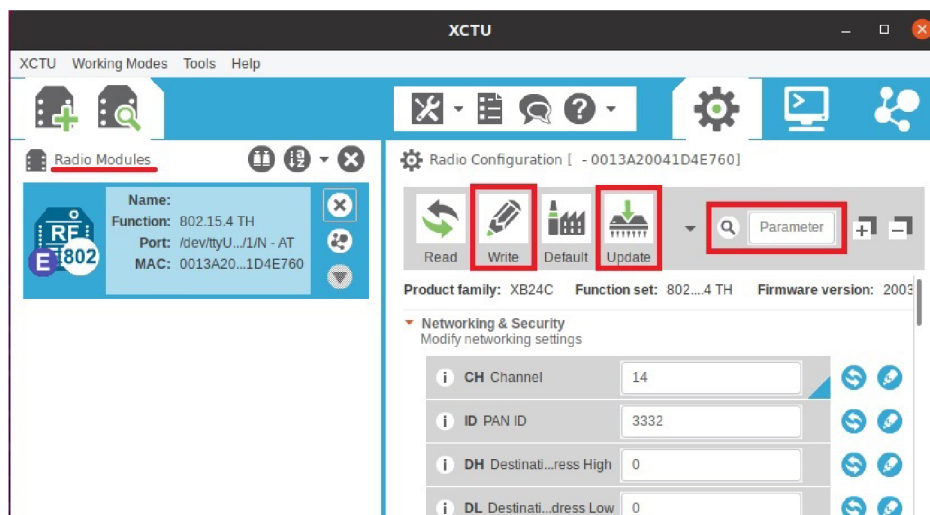 XCTU
XCTU Working Modes Tools Help
Radio Modules
Name:
Function: 802.15.4 TH
Port: /dev/ttyU.../1/N - AT
MAC: 0013A20...1D4E760
RF
E 802
Radio Configuration [ - 0013A20041D4E760]
Read Write Default Update
Parameter
Product family: XB24C Function set: 802....4 TH Firmware version: 2003
Networking & Security
Modify networking settings
i CH Channel 14
i ID PAN ID 3332
i DH Destinati...ress High 0
i DL Destinati...dress Low 0